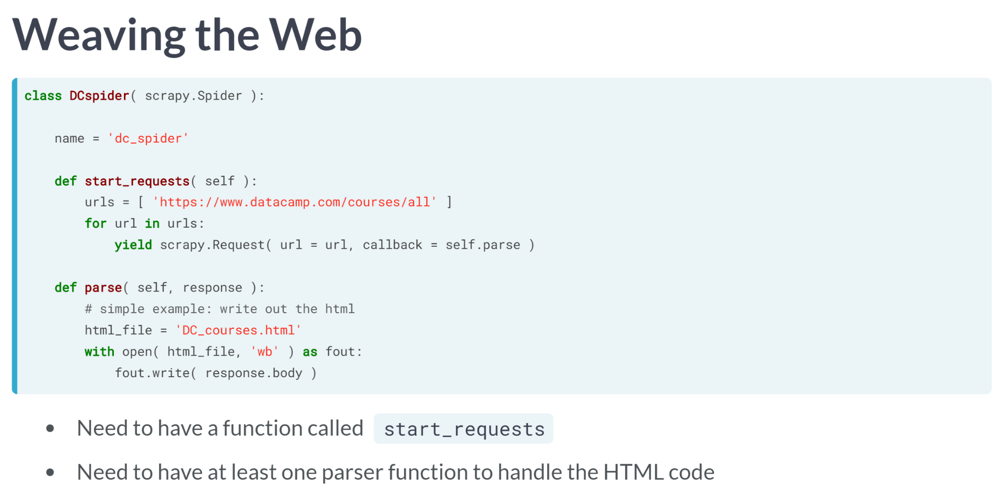 Weaving the Web
class DCspider( scrapy.Spider ):
    name = 'dc_spider'
    def start_requests( self ):
        urls = [ 'https://www.datacamp.com/courses/all' ]
        for url in urls:
            yield scrapy.Request( url = url, callback = self.parse )
    def parse( self, response ):
        # simple example: write out the html
        html_file = 'DC_courses.html'
        with open( html_file, 'wb' ) as fout:
            fout.write( response.body )
• Need to have a function called start_requests
• Need to have at least one parser function to handle the HTML code